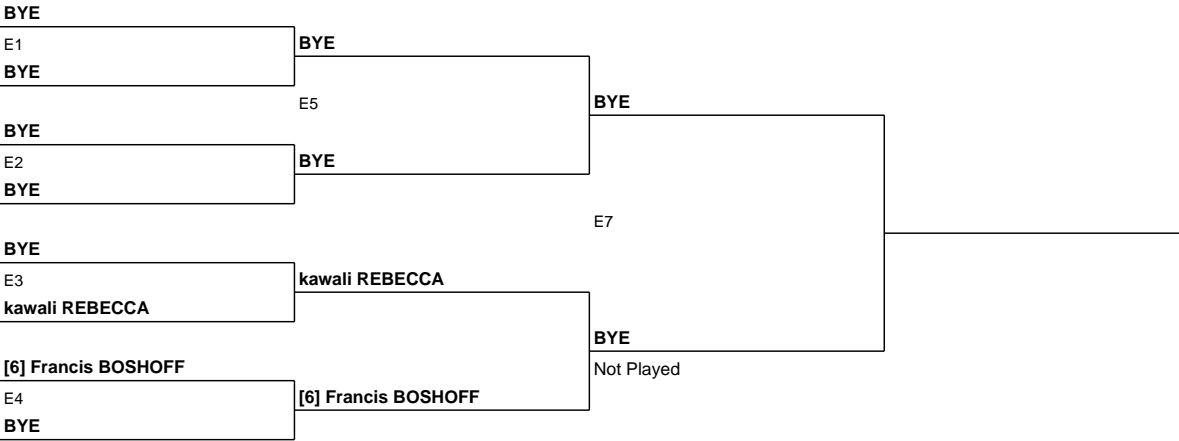 BYE
E1
BYE
BYE
E5
BYE
BYE
E2
BYE
BYE
E7
BYE
E3
kawali REBECCA
kawali REBECCA
BYE
Not Played
[6] Francis BOSHOFF
E4
[6] Francis BOSHOFF
BYE